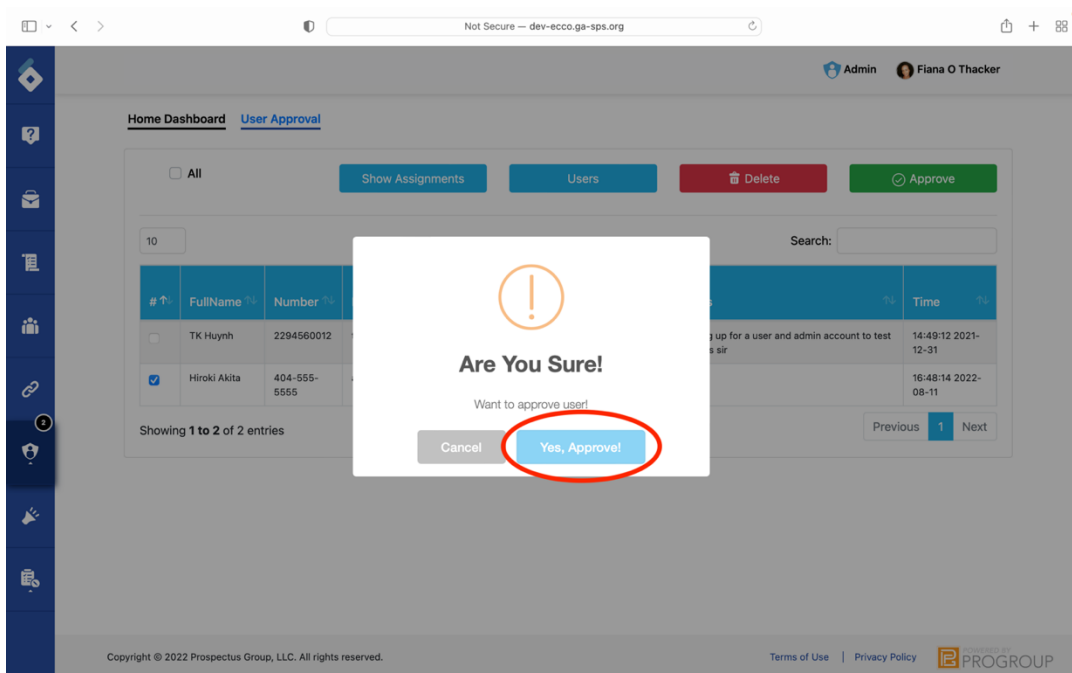 Not Secure — dev-ecco.ga-sps.org
Admin Fiana O Thacker
Home Dashboard User Approval
All Show Assignments Users Delete Approve
10 Search:
# FullName Number Time
TK Huynh 2294560012 up for a user and admin account to test 14:49:12 2021-
sir 12-31
Hiroki Akita 404-555- 16:48:14 2022-
5555 08-11
Are You Sure!
Want to approve user!
Cancel Yes, Approve!
Showing 1 to 2 of 2 entries Previous 1 Next
2
Copyright © 2022 Prospectus Group, LLC. All rights reserved. Terms of Use | Privacy Policy POWERED BY
PROGROUP